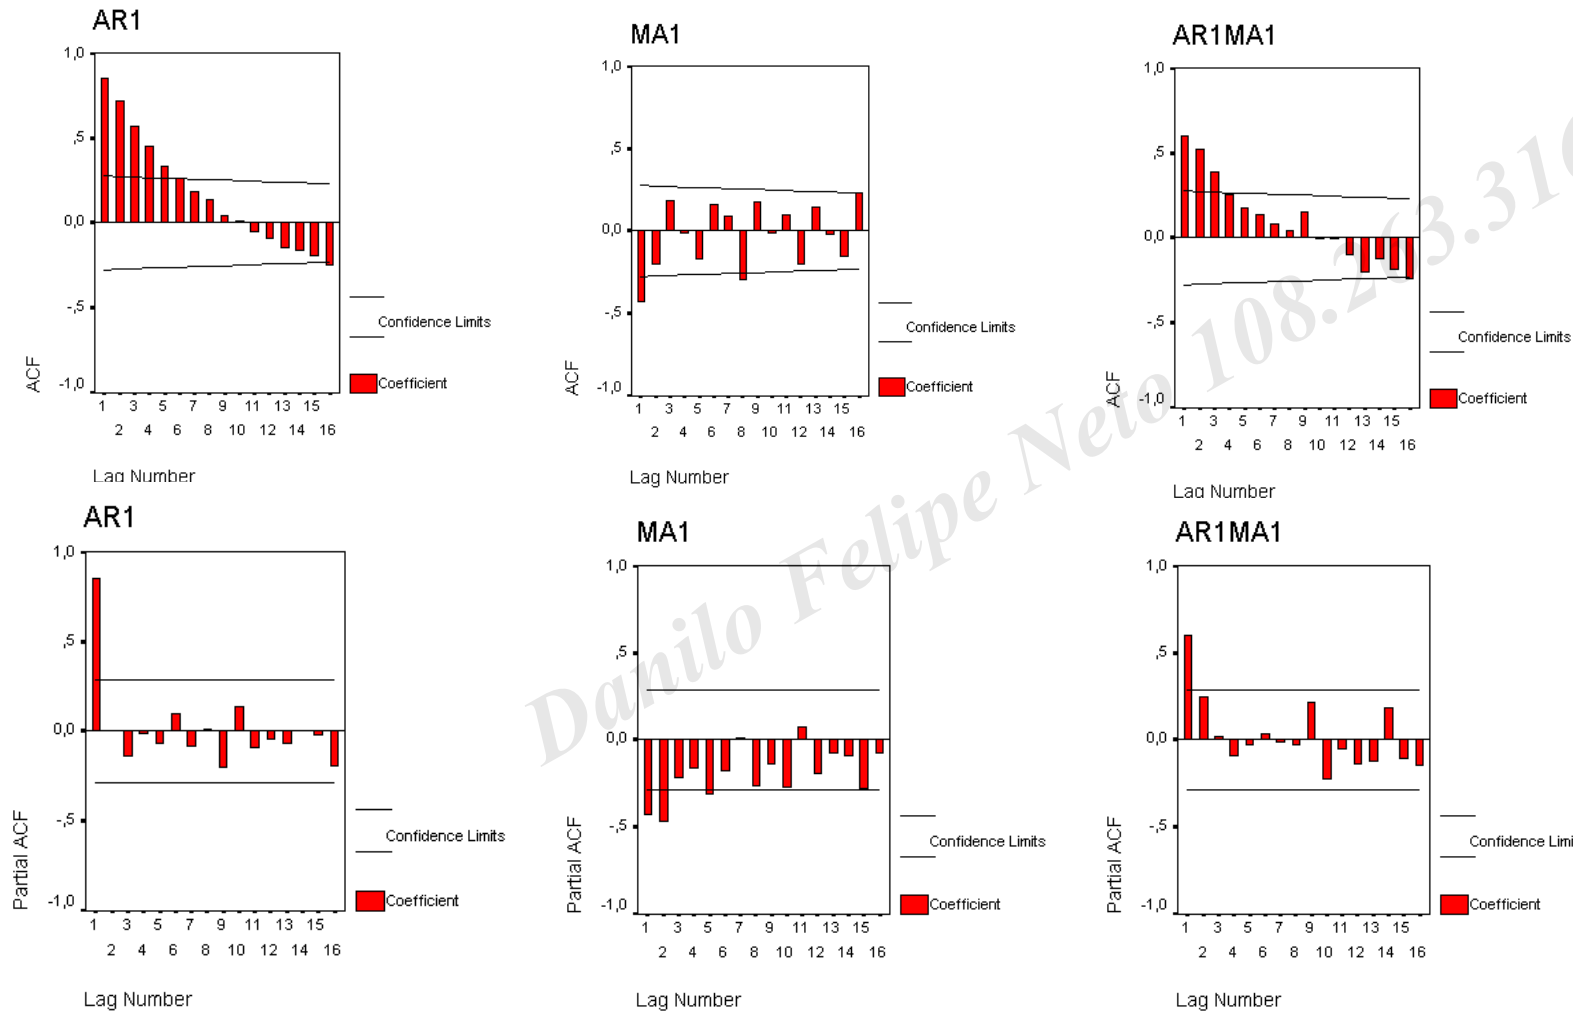 AR1
1,0
,5
0,0
-,5
-1,0
ACF
1 3 5 7 9 11 13 15
2 4 6 8 10 12 14 16
Lag Number
Confidence Limits
Coefficient
MA1
1,0
,5
0,0
-,5
-1,0
ACF
1 3 5 7 9 11 13 15
2 4 6 8 10 12 14 16
Lag Number
Confidence Limits
Coefficient
AR1MA1
1,0
,5
0,0
-,5
-1,0
ACF
1 3 5 7 9 11 13 15
2 4 6 8 10 12 14 16
Lag Number
Confidence Limits
Coefficient
AR1
1,0
,5
0,0
-,5
-1,0
Partial ACF
1 3 5 7 9 11 13 15
2 4 6 8 10 12 14 16
Lag Number
Confidence Limits
Coefficient
MA1
1,0
,5
0,0
-,5
-1,0
Partial ACF
1 3 5 7 9 11 13 15
2 4 6 8 10 12 14 16
Lag Number
Confidence Limits
Coefficient
AR1MA1
1,0
,5
0,0
-,5
-1,0
Partial ACF
1 3 5 7 9 11 13 15
2 4 6 8 10 12 14 16
Lag Number
Confidence Limi
Coefficient
Danilo Felipe Neto 108.263.316